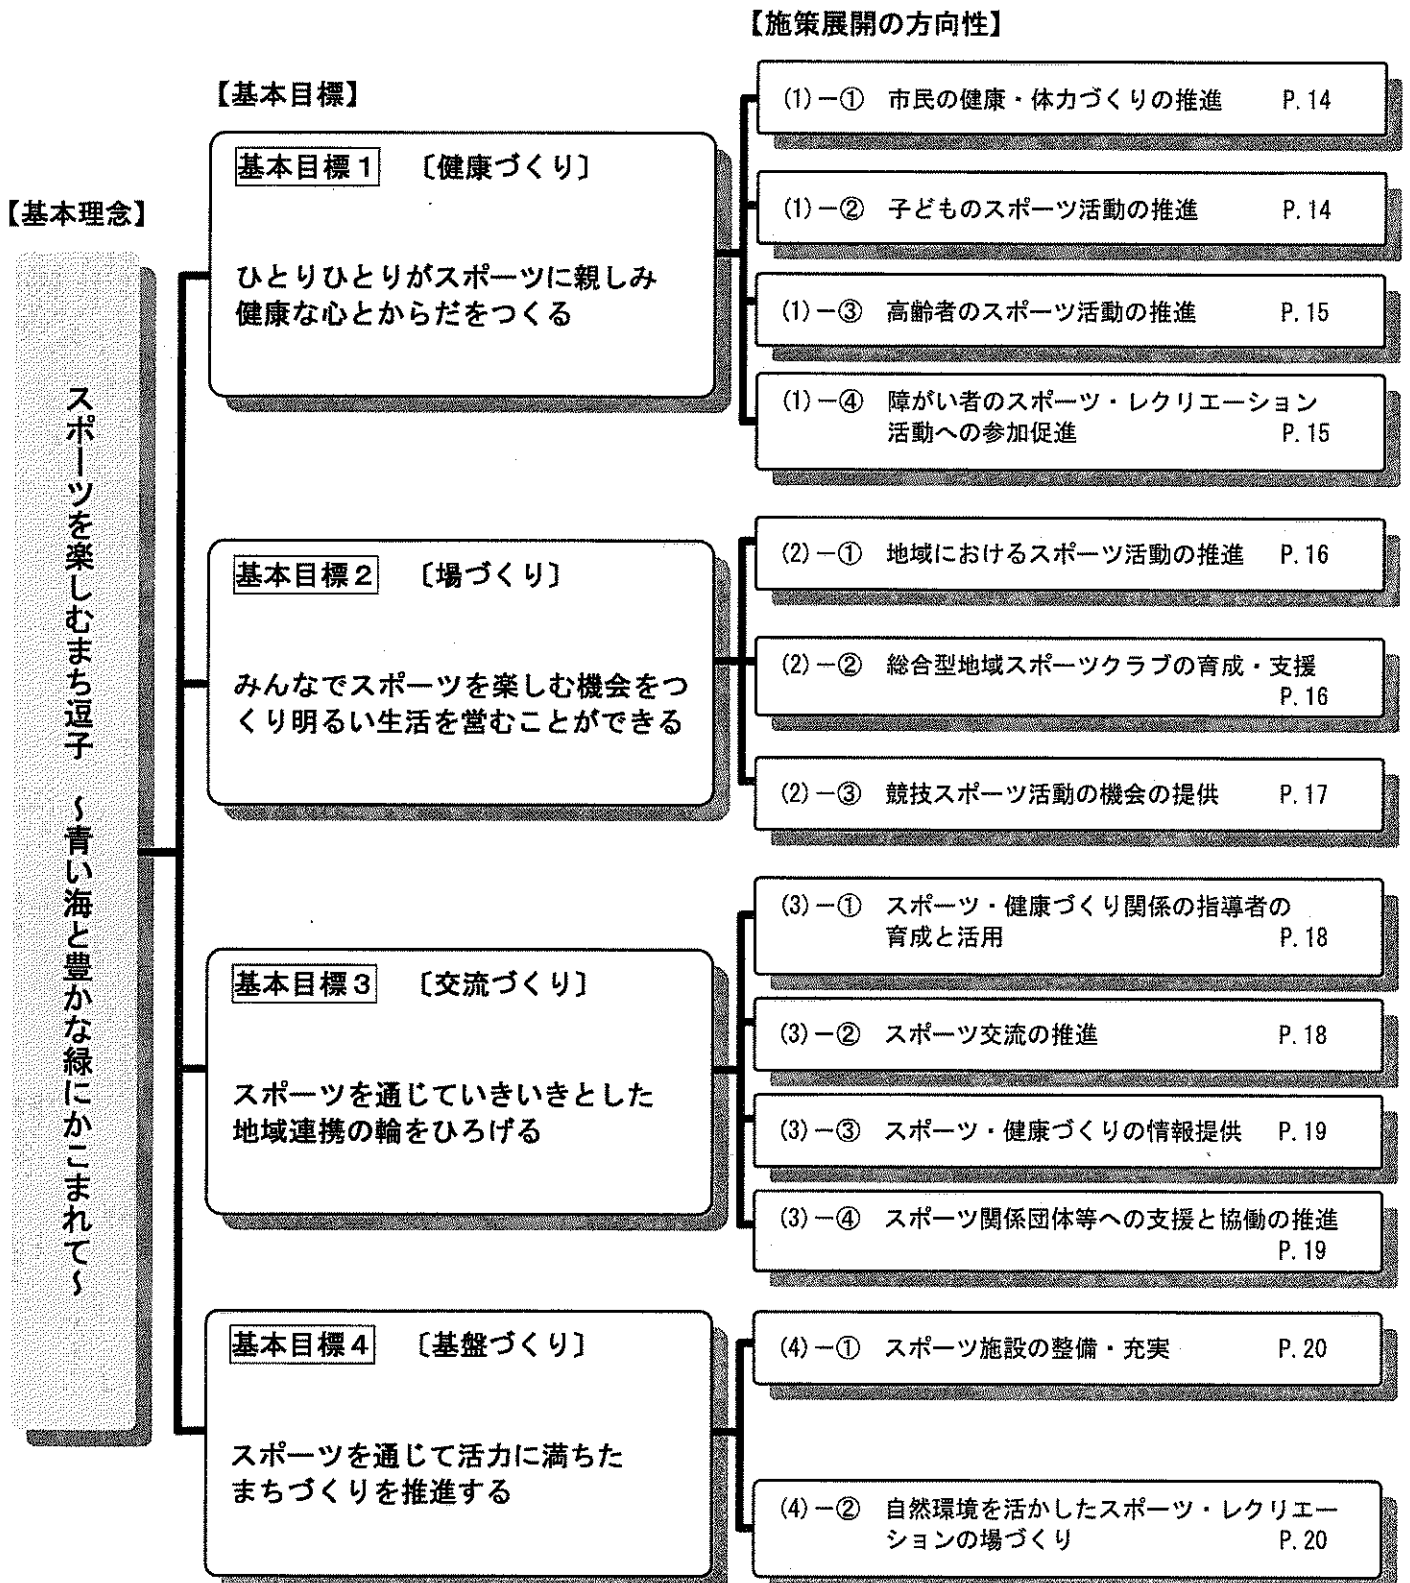 【施策展開の方向性】
【基本目標】
【基本理念】
スポーツを楽しむまち逗子 ～青い海と豊かな緑にかこまれて～
基本目標1 〔健康づくり〕
ひとりひとりがスポーツに親しみ
健康な心とからだをつくる
(1)－① 市民の健康・体力づくりの推進 P.14
(1)－② 子どものスポーツ活動の推進 P.14
(1)－③ 高齢者のスポーツ活動の推進 P.15
(1)－④ 障がい者のスポーツ・レクリエーション
活動への参加促進 P.15
基本目標2 〔場づくり〕
みんなでスポーツを楽しむ機会をつ
くり明るい生活を営むことができる
(2)－① 地域におけるスポーツ活動の推進 P.16
(2)－② 総合型地域スポーツクラブの育成・支援
P.16
(2)－③ 競技スポーツ活動の機会の提供 P.17
基本目標3 〔交流づくり〕
スポーツを通じていきいきとした
地域連携の輪をひろげる
(3)－① スポーツ・健康づくり関係の指導者の
育成と活用 P.18
(3)－② スポーツ交流の推進 P.18
(3)－③ スポーツ・健康づくりの情報提供 P.19
(3)－④ スポーツ関係団体等への支援と協働の推進
P.19
基本目標4 〔基盤づくり〕
スポーツを通じて活力に満ちた
まちづくりを推進する
(4)－① スポーツ施設の整備・充実 P.20
(4)－② 自然環境を活かしたスポーツ・レクリエー
ションの場づくり P.20